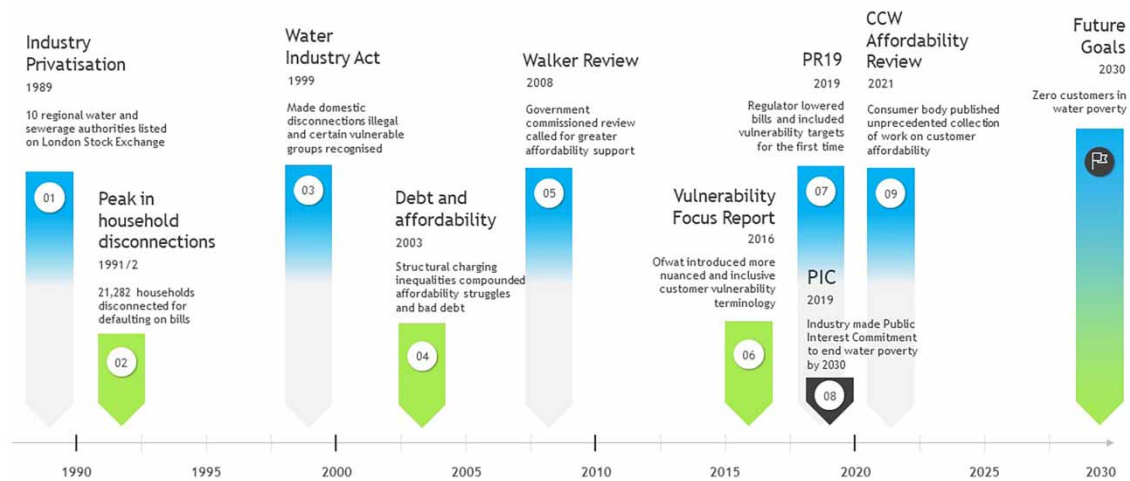 Industry
Privatisation
1989
10 regional water and
sewerage authorities listed
on London Stock Exchange
01
Peak in
household
disconnections
1991/2
21,282 households
disconnected for
defaulting on bills
02
Water
Industry Act
1999
Made domestic
disconnections illegal
and certain vulnerable
groups recognised
03
Debt and
affordability
2003
Structural charging
inequalities compounded
affordability struggles
and bad debt
04
Walker Review
2008
Government
commissioned review
called for greater
affordability support
05
Vulnerability
Focus Report
2016
Ofwat introduced more
nuanced and inclusive
customer vulnerability
terminology
06
PR19
2019
Regulator lowered
bills and included
vulnerability targets
for the first time
07
PIC
2019
Industry made Public
Interest Commitment
to end water poverty
by 2030
08
CCW
Affordability
Review
2021
Consumer body published
unprecedented collection
of work on customer
affordability
09
Future
Goals
2030
Zero customers in
water poverty
1990
1995
2000
2005
2010
2015
2020
2025
2030